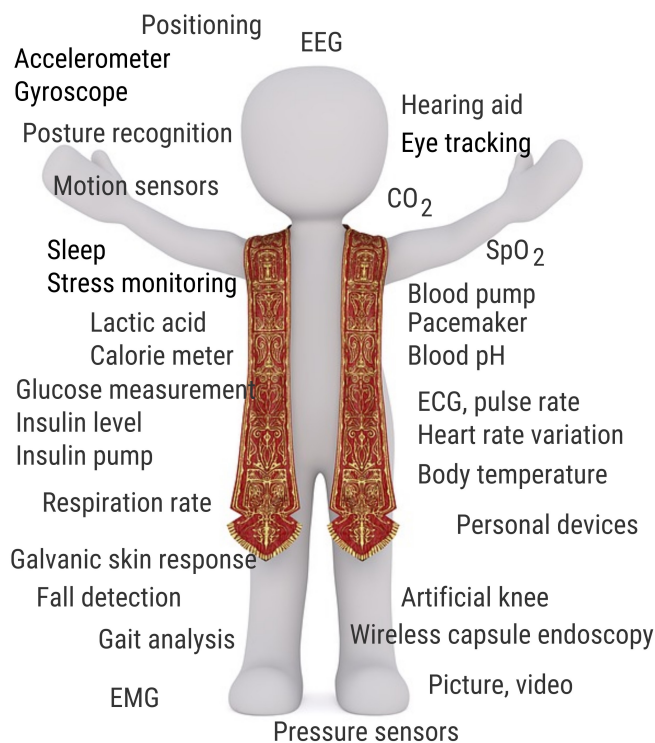 Positioning
EEG
Accelerometer
Gyroscope
Hearing aid
Posture recognition
Eye tracking
Motion sensors
CO2
Sleep
SpO2
Stress monitoring
Blood pump
Lactic acid
Pacemaker
Calorie meter
Blood pH
Glucose measurement
ECG, pulse rate
Insulin level
Heart rate variation
Insulin pump
Body temperature
Respiration rate
Personal devices
Galvanic skin response
Fall detection
Artificial knee
Gait analysis
Wireless capsule endoscopy
EMG
Picture, video
Pressure sensors